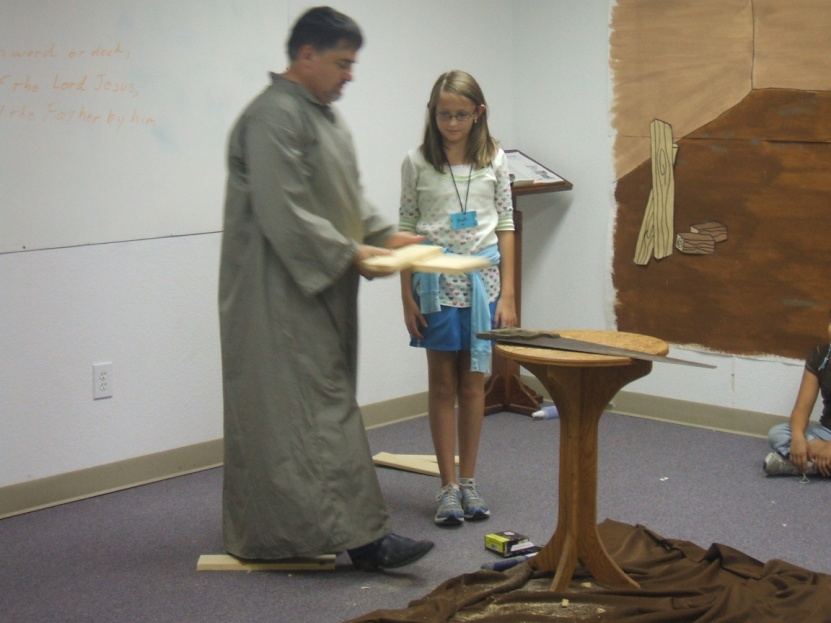 word or deed,
the Lord Jesus,
the Father by him